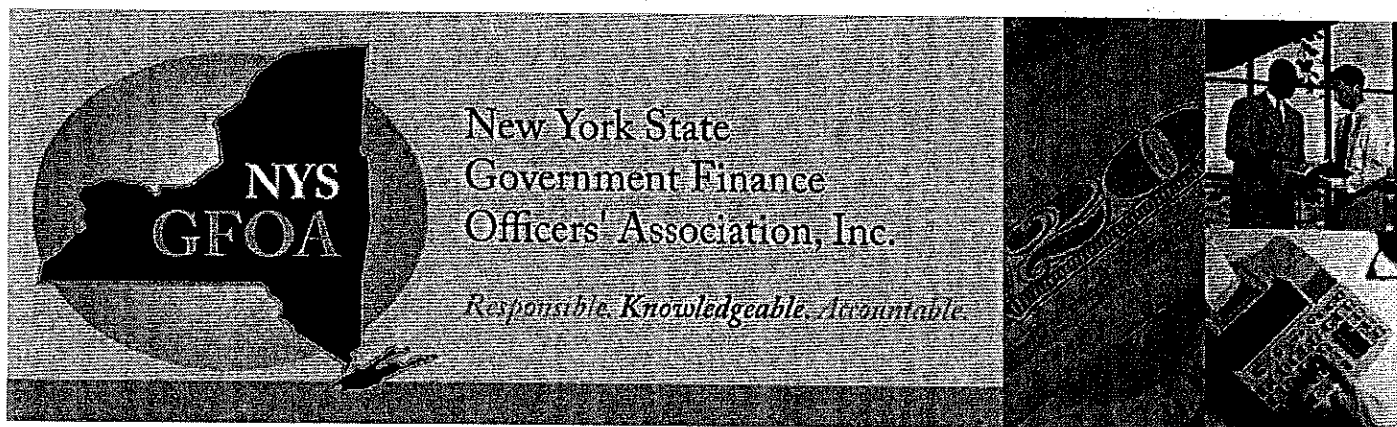 NYS
GFOA
New York State
Government Finance
Officers' Association, Inc.
Responsible. Knowledgeable. Accountable.